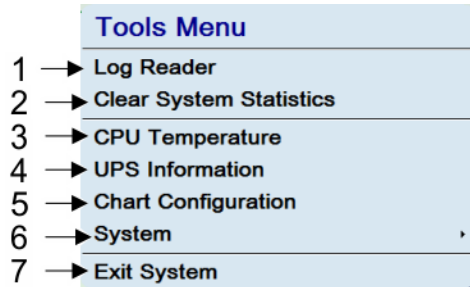 Tools Menu
1 Log Reader
2 Clear System Statistics
3 CPU Temperature
4 UPS Information
5 Chart Configuration
6 System
7 Exit System